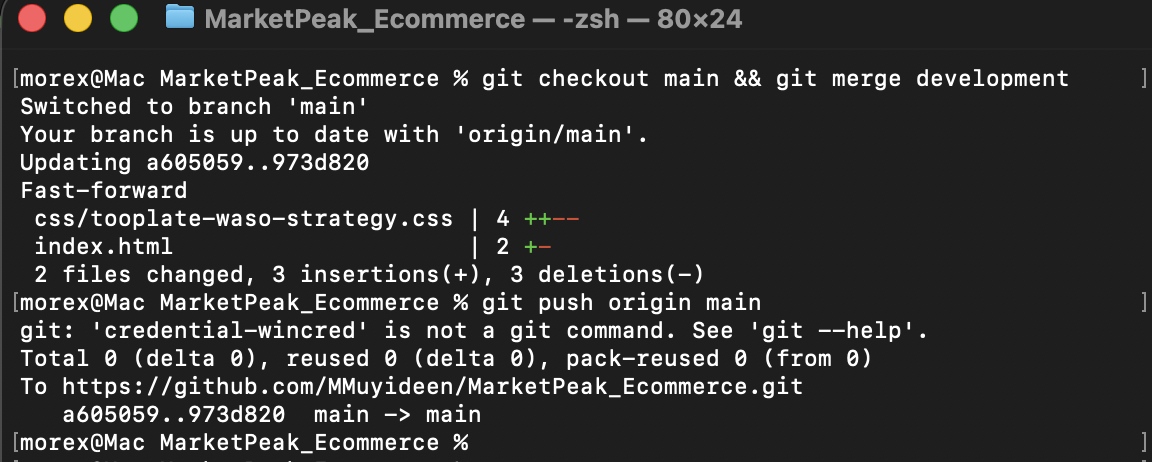 MarketPeak_Ecommerce — -zsh — 80×24
[morex@Mac MarketPeak_Ecommerce % git checkout main && git merge development ]
Switched to branch 'main'
Your branch is up to date with 'origin/main'.
Updating a605059..973d820
Fast-forward
 css/tooplate-waso-strategy.css | 4 ++--
 index.html                     | 2 +-
 2 files changed, 3 insertions(+), 3 deletions(-)
[morex@Mac MarketPeak_Ecommerce % git push origin main ]
git: 'credential-wincred' is not a git command. See 'git --help'.
Total 0 (delta 0), reused 0 (delta 0), pack-reused 0 (from 0)
To https://github.com/MMuyideen/MarketPeak_Ecommerce.git
   a605059..973d820  main -> main
[morex@Mac MarketPeak_Ecommerce % ]